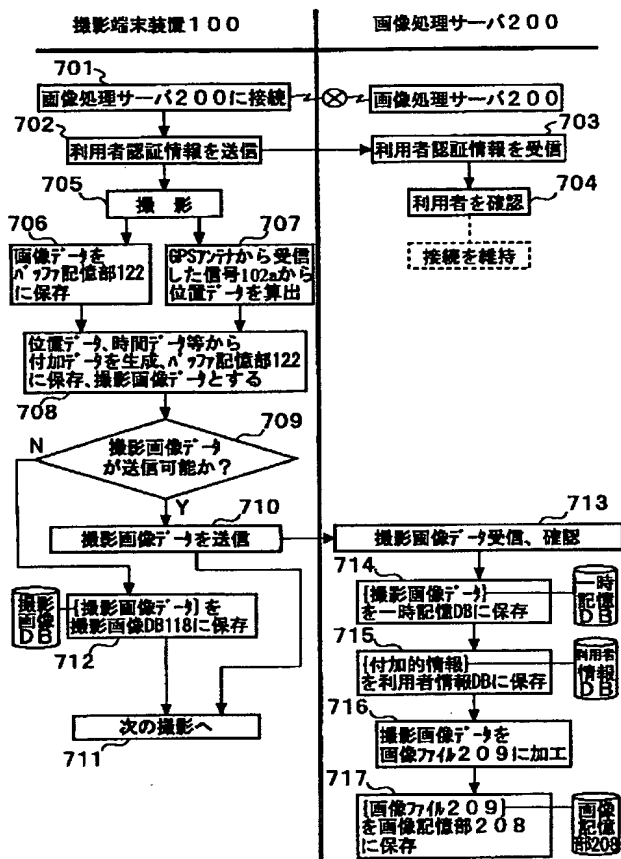 撮影端末装置100
画像処理サーバ200
701
画像処理サーバ200に接続
画像処理サーバ200
702
利用者認証情報を送信
703
利用者認証情報を受信
705
撮 影
704
利用者を確認
接続を維持
706
画像データを
バッファ記憶部122
に保存
707
GPSアンテナから受信
した信号102aから
位置データを算出
位置データ、時間データ等から
付加データを生成、バッファ記憶部122
に保存、撮影画像データとする
708
709
N
撮影画像データ
が送信可能か?
Y
710
撮影画像データを送信
713
撮影画像データ受信、確認
714
{撮影画像データ}
を一時記憶DBに保存
一時
記憶
DB
撮影
画像
DB
{撮影画像データ}を
撮影画像DB118に保存
712
715
{付加的情報}
を利用者情報DBに保存
利用者
情報
DB
次の撮影へ
711
716
撮影画像データを
画像ファイル209に加工
717
{画像ファイル209}
を画像記憶部208
に保存
画像
記憶
部208